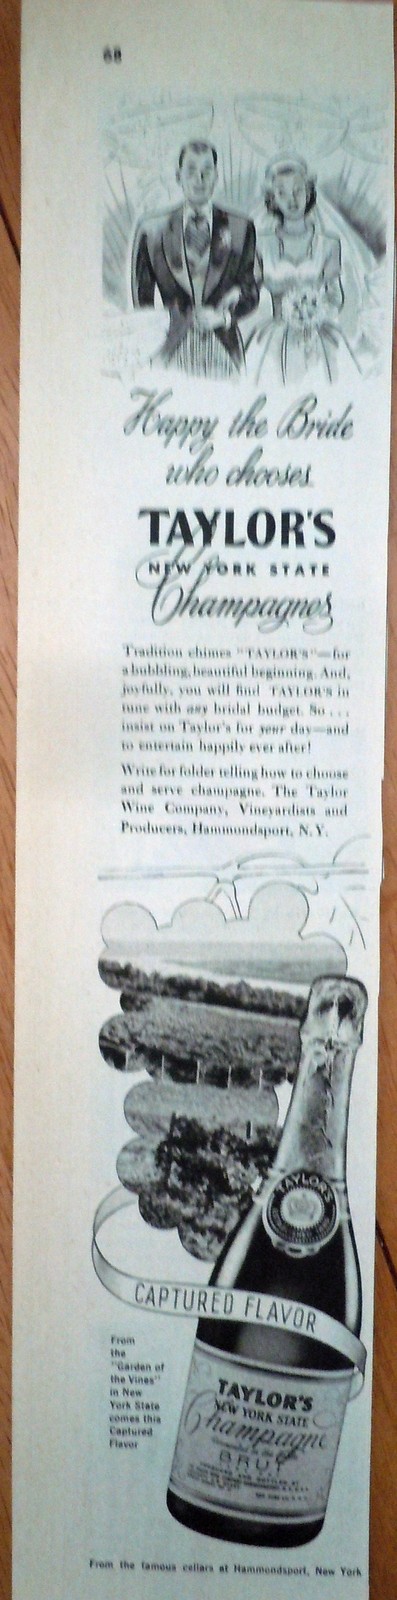 68
Happy the Bride
who chooses
TAYLOR'S
NEW YORK STATE
Champagnes
Tradition chimes "TAYLOR'S"—for
a bubbling, beautiful beginning. And,
joyfully, you will find TAYLOR'S in
tune with any bridal budget. So . . .
insist on Taylor's for your day—and
to entertain happily ever after!
Write for folder telling how to choose
and serve champagne. The Taylor
Wine Company, Vineyardists and
Producers, Hammondsport, N.Y.
TAYLOR'S
CAPTURED FLAVOR
From
the
"Garden of
the Vines"
in New
York State
comes this
Captured
Flavor
TAYLOR'S
NEW YORK STATE
Champagne
BRUT
From the famous cellars at Hammondsport, New York